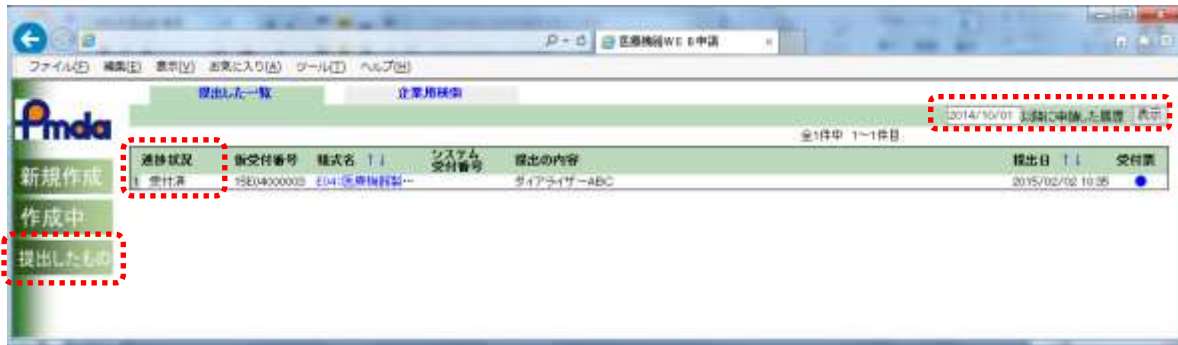 医療機器WEB申請
ファイル(F) 編集(E) 表示(V) お気に入り(A) ツール(T) ヘルプ(H)
提出した一覧 企業用検索
Pmda
2014/10/01 以降に申請した履歴 表示
全1件中 1~1件目
進捗状況 仮受付番号 様式名 ↑↓ システム受付番号 提出の内容 提出日 ↑↓ 受付票
1 受付済 15E04000003 E04:医療機器製… ダイアライザーABC 2015/02/02 10:35 ●
新規作成
作成中
提出したもの